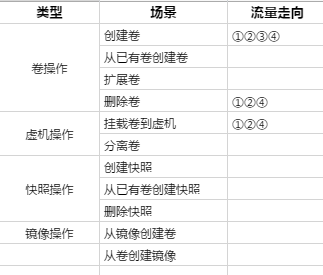 类型 场景 流量走向
卷操作 创建卷 ①②③④
从已有卷创建卷
扩展卷
删除卷 ①②④
虚机操作 挂载卷到虚机 ①②④
分离卷
快照操作 创建快照
从已有卷创建快照
删除快照
镜像操作 从镜像创建卷
从卷创建镜像